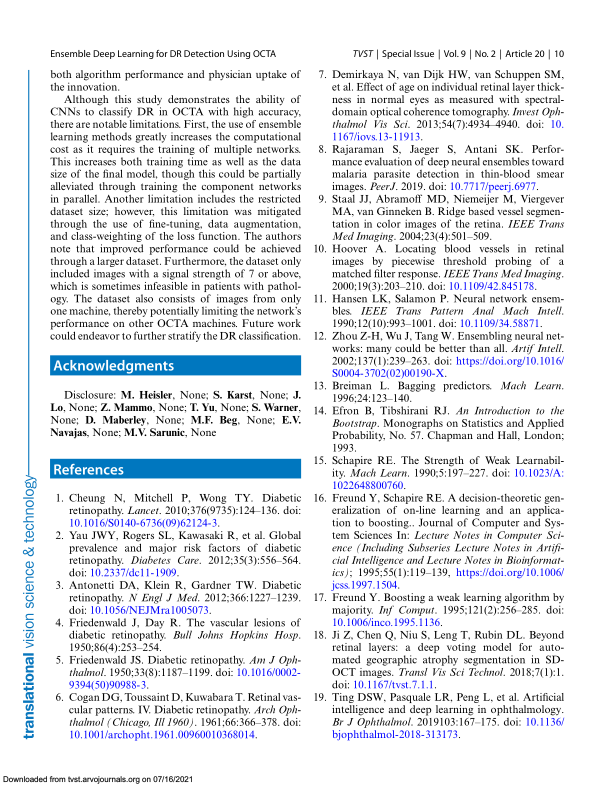 Ensemble Deep Learning for DR Detection Using OCTA
TVST | Special Issue | Vol. 9 | No. 2 | Article 20 | 10
both algorithm performance and physician uptake of
the innovation.
Although this study demonstrates the ability of
CNNs to classify DR in OCTA with high accuracy,
there are notable limitations. First, the use of ensemble
learning methods greatly increases the computational
cost as it requires the training of multiple networks.
This increases both training time as well as the data
size of the final model, though this could be partially
alleviated through training the component networks
in parallel. Another limitation includes the restricted
dataset size; however, this limitation was mitigated
through the use of fine-tuning, data augmentation,
and class-weighting of the loss function. The authors
note that improved performance could be achieved
through a larger dataset. Furthermore, the dataset only
included images with a signal strength of 7 or above,
which is sometimes infeasible in patients with pathol-
ogy. The dataset also consists of images from only
one machine, thereby potentially limiting the network's
performance on other OCTA machines. Future work
could endeavor to further stratify the DR classification.
Acknowledgments
Disclosure: M. Heisler, None; S. Karst, None; J.
Lo, None; Z. Mammo, None; T. Yu, None; S. Warner,
None; D. Maberley, None; M.F. Beg, None; E.V.
Navajas, None; M.V. Sarunic, None
References
1. Cheung N, Mitchell P, Wong TY. Diabetic
retinopathy. Lancet. 2010;376(9735):124–136. doi:
10.1016/S0140-6736(09)62124-3.
2. Yau JWY, Rogers SL, Kawasaki R, et al. Global
prevalence and major risk factors of diabetic
retinopathy. Diabetes Care. 2012;35(3):556–564.
doi: 10.2337/dc11-1909.
3. Antonetti DA, Klein R, Gardner TW. Diabetic
retinopathy. N Engl J Med. 2012;366:1227–1239.
doi: 10.1056/NEJMra1005073.
4. Friedenwald J, Day R. The vascular lesions of
diabetic retinopathy. Bull Johns Hopkins Hosp.
1950;86(4):253–254.
5. Friedenwald JS. Diabetic retinopathy. Am J Oph-
thalmol. 1950;33(8):1187–1199. doi: 10.1016/0002-
9394(50)90988-3.
6. Cogan DG, Toussaint D, Kuwabara T. Retinal vas-
cular patterns. IV. Diabetic retinopathy. Arch Oph-
thalmol (Chicago, Ill 1960). 1961;66:366–378. doi:
10.1001/archopht.1961.00960010368014.
7. Demirkaya N, van Dijk HW, van Schuppen SM,
et al. Effect of age on individual retinal layer thick-
ness in normal eyes as measured with spectral-
domain optical coherence tomography. Invest Oph-
thalmol Vis Sci. 2013;54(7):4934–4940. doi: 10.
1167/iovs.13-11913.
8. Rajaraman S, Jaeger S, Antani SK. Perfor-
mance evaluation of deep neural ensembles toward
malaria parasite detection in thin-blood smear
images. PeerJ. 2019. doi: 10.7717/peerj.6977.
9. Staal JJ, Abramoff MD, Niemeijer M, Viergever
MA, van Ginneken B. Ridge based vessel segmen-
tation in color images of the retina. IEEE Trans
Med Imaging. 2004;23(4):501–509.
10. Hoover A. Locating blood vessels in retinal
images by piecewise threshold probing of a
matched filter response. IEEE Trans Med Imaging.
2000;19(3):203–210. doi: 10.1109/42.845178.
11. Hansen LK, Salamon P. Neural network ensem-
bles. IEEE Trans Pattern Anal Mach Intell.
1990;12(10):993–1001. doi: 10.1109/34.58871.
12. Zhou Z-H, Wu J, Tang W. Ensembling neural net-
works: many could be better than all. Artif Intell.
2002;137(1):239–263. doi: https://doi.org/10.1016/
S0004-3702(02)00190-X.
13. Breiman L. Bagging predictors. Mach Learn.
1996;24:123–140.
14. Efron B, Tibshirani RJ. An Introduction to the
Bootstrap. Monographs on Statistics and Applied
Probability, No. 57. Chapman and Hall, London;
1993.
15. Schapire RE. The Strength of Weak Learnabil-
ity. Mach Learn. 1990;5:197–227. doi: 10.1023/A:
1022648800760.
16. Freund Y, Schapire RE. A decision-theoretic gen-
eralization of on-line learning and an applica-
tion to boosting.. Journal of Computer and Sys-
tem Sciences In: Lecture Notes in Computer Sci-
ence (Including Subseries Lecture Notes in Artifi-
cial Intelligence and Lecture Notes in Bioinformat-
ics); 1995;55(1):119–139, https://doi.org/10.1006/
jcss.1997.1504.
17. Freund Y. Boosting a weak learning algorithm by
majority. Inf Comput. 1995;121(2):256–285. doi:
10.1006/inco.1995.1136.
18. Ji Z, Chen Q, Niu S, Leng T, Rubin DL. Beyond
retinal layers: a deep voting model for auto-
mated geographic atrophy segmentation in SD-
OCT images. Transl Vis Sci Technol. 2018;7(1):1.
doi: 10.1167/tvst.7.1.1.
19. Ting DSW, Pasquale LR, Peng L, et al. Artificial
intelligence and deep learning in ophthalmology.
Br J Ophthalmol. 2019103:167–175. doi: 10.1136/
bjophthalmol-2018-313173.
translational vision science & technology
Downloaded from tvst.arvojournals.org on 07/16/2021